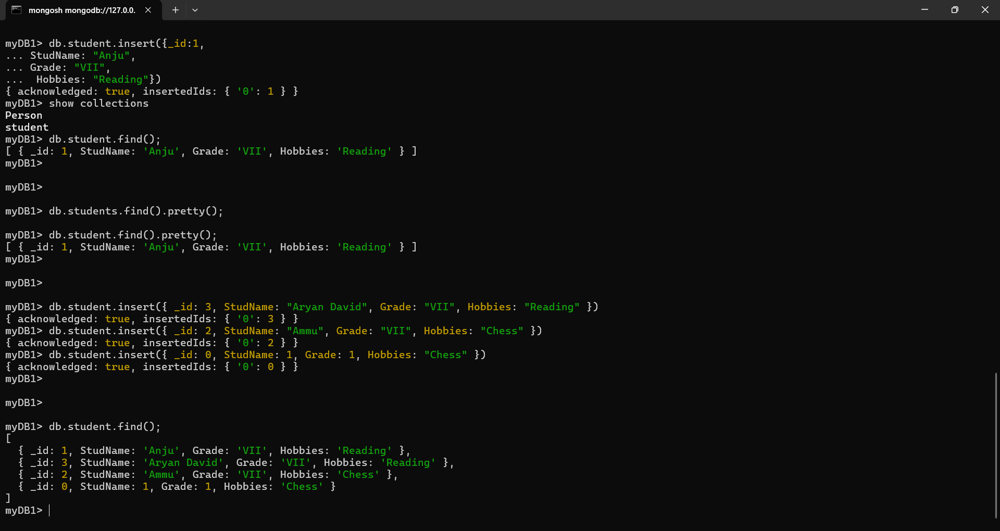 mongosh mongodb://127.0.0.
myDB1> db.student.insert({_id:1,
... StudName: "Anju",
... Grade: "VII",
...  Hobbies: "Reading"})
{ acknowledged: true, insertedIds: { '0': 1 } }
myDB1> show collections
Person
student
myDB1> db.student.find();
[ { _id: 1, StudName: 'Anju', Grade: 'VII', Hobbies: 'Reading' } ]
myDB1>
myDB1>
myDB1> db.students.find().pretty();
myDB1> db.student.find().pretty();
[ { _id: 1, StudName: 'Anju', Grade: 'VII', Hobbies: 'Reading' } ]
myDB1>
myDB1>
myDB1> db.student.insert({ _id: 3, StudName: "Aryan David", Grade: "VII", Hobbies: "Reading" })
{ acknowledged: true, insertedIds: { '0': 3 } }
myDB1> db.student.insert({ _id: 2, StudName: "Ammu", Grade: "VII", Hobbies: "Chess" })
{ acknowledged: true, insertedIds: { '0': 2 } }
myDB1> db.student.insert({ _id: 0, StudName: 1, Grade: 1, Hobbies: "Chess" })
{ acknowledged: true, insertedIds: { '0': 0 } }
myDB1>
myDB1>
myDB1> db.student.find();
[
  { _id: 1, StudName: 'Anju', Grade: 'VII', Hobbies: 'Reading' },
  { _id: 3, StudName: 'Aryan David', Grade: 'VII', Hobbies: 'Reading' },
  { _id: 2, StudName: 'Ammu', Grade: 'VII', Hobbies: 'Chess' },
  { _id: 0, StudName: 1, Grade: 1, Hobbies: 'Chess' }
]
myDB1>